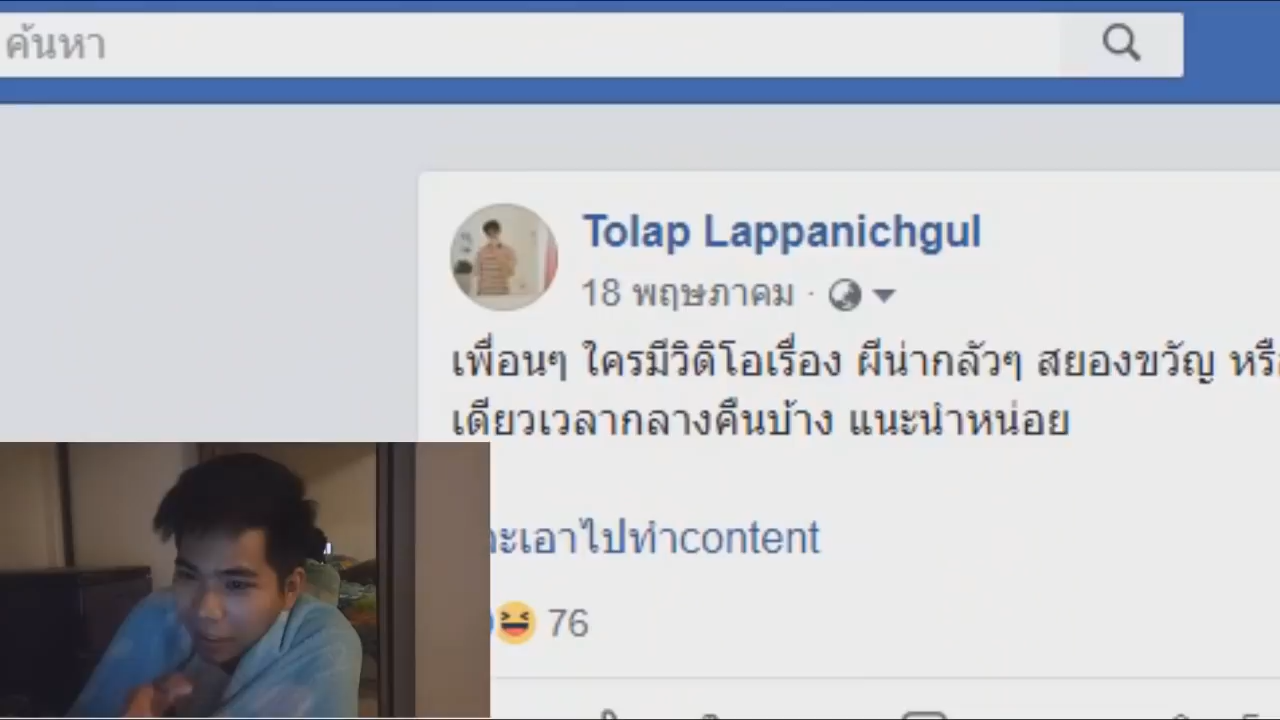 ค้นหา
Tolap Lappanichgul
18 พฤษภาคม ·
เพื่อนๆ ใครมีวิดิโอเรื่อง ผีน่ากลัวๆ สยองขวัญ
เดียวเวลากลางคืนบ้าง แนะนำหน่อย
ะเอาไปทำcontent
76